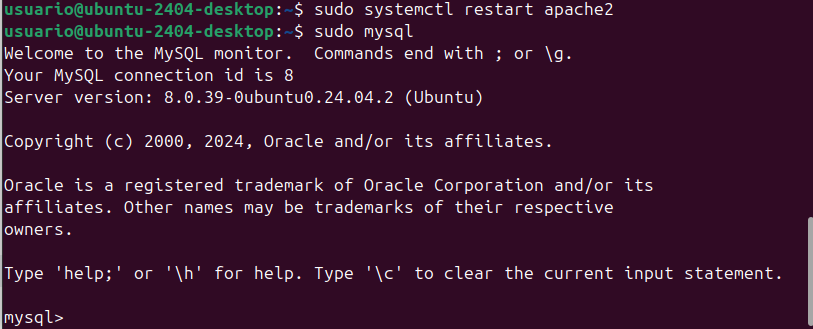 usuario@ubuntu-2404-desktop:~$ sudo systemctl restart apache2
usuario@ubuntu-2404-desktop:~$ sudo mysql
Welcome to the MySQL monitor.  Commands end with ; or \g.
Your MySQL connection id is 8
Server version: 8.0.39-0ubuntu0.24.04.2 (Ubuntu)

Copyright (c) 2000, 2024, Oracle and/or its affiliates.

Oracle is a registered trademark of Oracle Corporation and/or its
affiliates. Other names may be trademarks of their respective
owners.

Type 'help;' or '\h' for help. Type '\c' to clear the current input statement.

mysql>